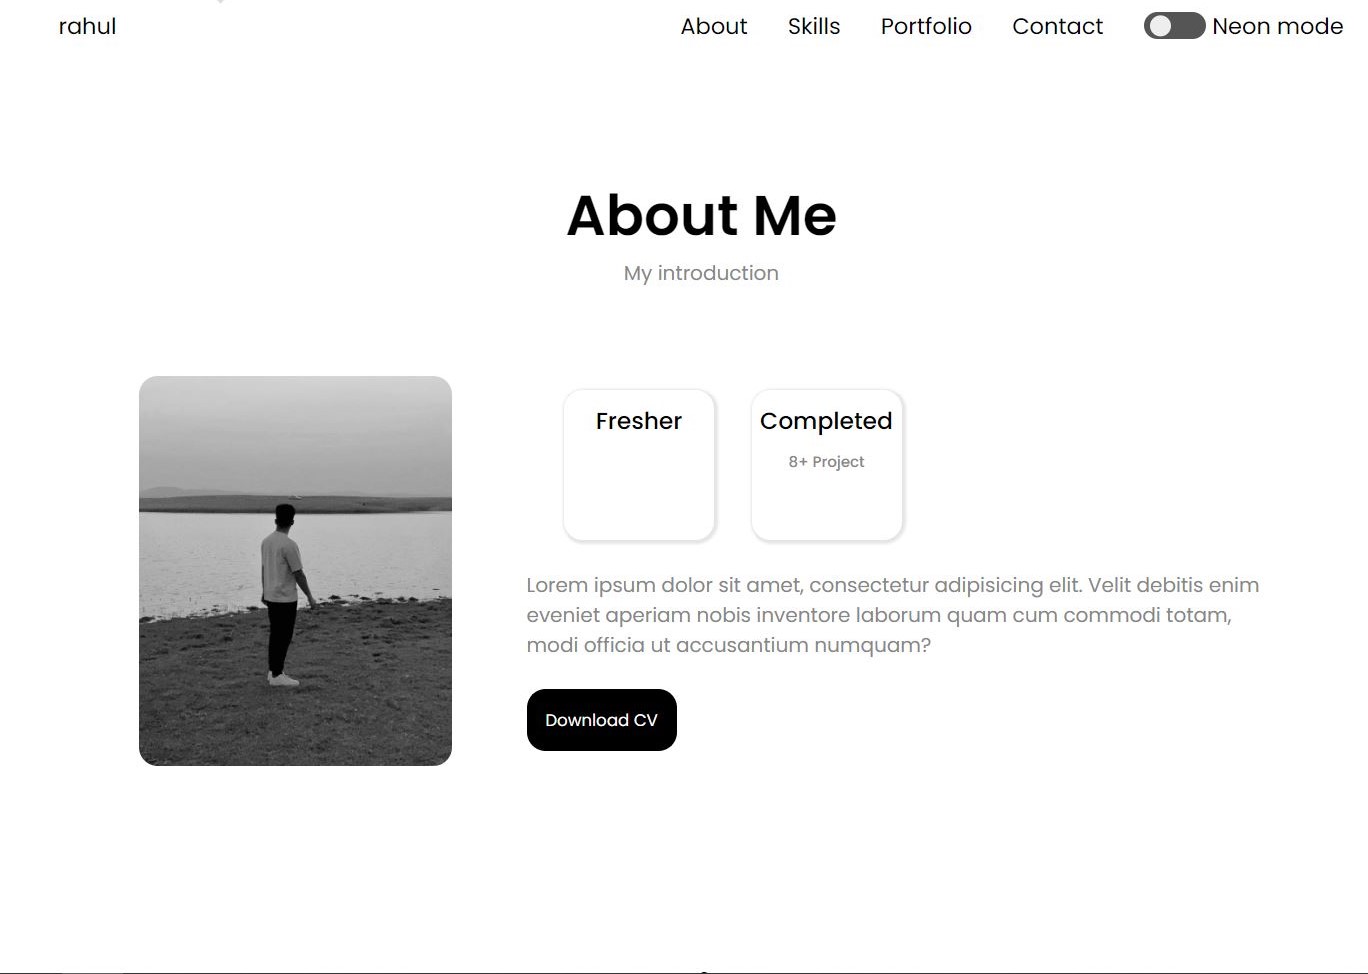 rahul
About Skills Portfolio Contact Neon mode
About Me
My introduction
Fresher
Completed
8+ Project
Lorem ipsum dolor sit amet, consectetur adipisicing elit. Velit debitis enim
eveniet aperiam nobis inventore laborum quam cum commodi totam,
modi officia ut accusantium numquam?
Download CV